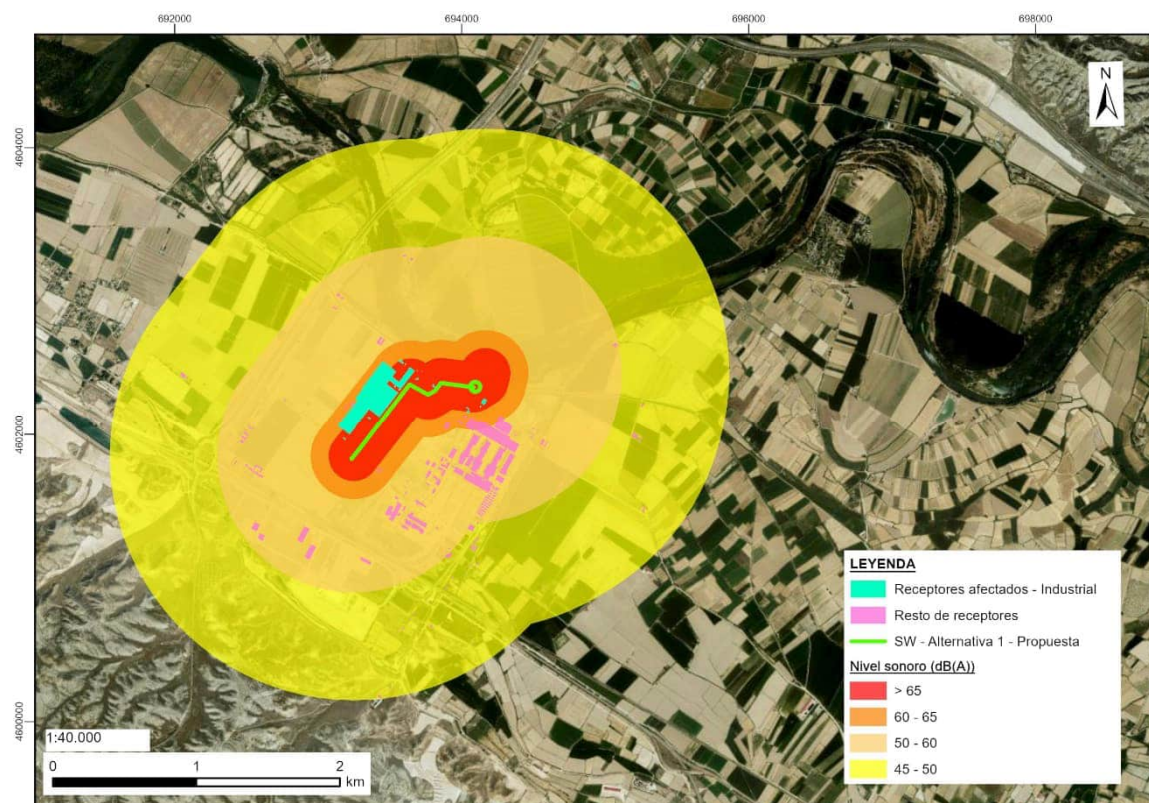 692000
694000
696000
698000
4604000
4602000
4600000
N
LEYENDA
Receptores afectados - Industrial
Resto de receptores
SW - Alternativa 1 - Propuesta
Nivel sonoro (dB(A))
> 65
60 - 65
50 - 60
45 - 50
1:40.000
0
1
2
km